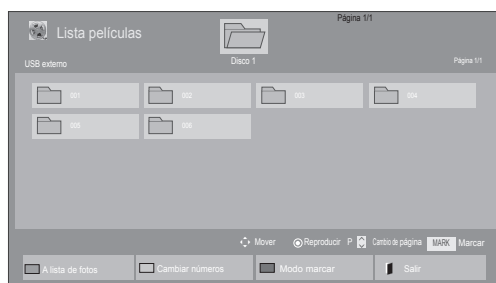 Página 1/1
Lista películas
Disco 1
USB externo
Página 1/1
001 002 003 004
005 006
Mover Reproducir P Cambio de página MARK Marcar
A lista de fotos Cambiar números Modo marcar Salir